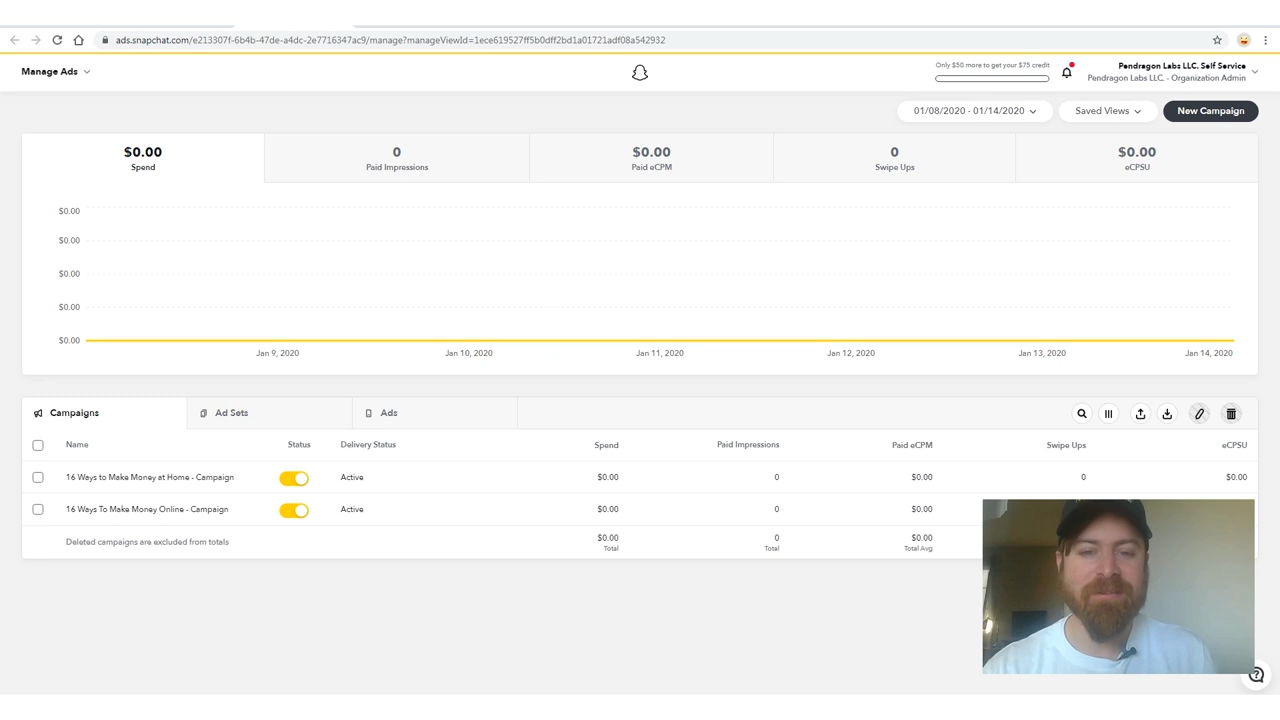 ads.snapchat.com/e213307f-6b4b-47de-a4dc-2e7716347ac9/manage?manageViewId=1ece619527ff5b0dff2bd1a01721adf08a542932
Manage Ads
Only $50 more to get your $75 credit
Pendragon Labs LLC. Self Service
Pendragon Labs LLC. - Organization Admin
01/08/2020 - 01/14/2020
Saved Views
New Campaign
$0.00
Spend
0
Paid Impressions
$0.00
Paid eCPM
0
Swipe Ups
$0.00
eCPSU
$0.00
$0.00
$0.00
$0.00
$0.00
Jan 9, 2020 Jan 10, 2020 Jan 11, 2020 Jan 12, 2020 Jan 13, 2020 Jan 14, 2020
Campaigns Ad Sets Ads
Name Status Delivery Status Spend Paid Impressions Paid eCPM Swipe Ups eCPSU
16 Ways to Make Money at Home - Campaign Active $0.00 0 $0.00 0 $0.00
16 Ways To Make Money Online - Campaign Active $0.00 0 $0.00
Deleted campaigns are excluded from totals $0.00 0 $0.00
Total Total Total Avg